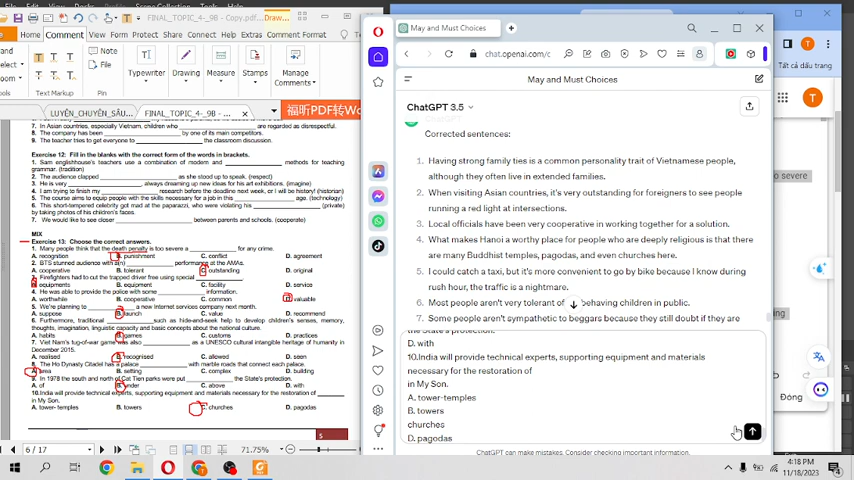 FINAL_TOPIC_4-_9B - Copy.pdf
Drawi...
Home
Comment
View
Form
Protect
Share
Connect
Help
Drawing
Format
Note
File
Typewriter
Drawing
Measure
Stamps
Manage
Comments
LUYỆN_CHUYÊN_SÂU...
FINAL_TOPIC_4-_9B - ...
福昕PDF转Wo
7. In Asian countries, especially Vietnam, children who are regarded as disrespectful.
8. The company has been by one of its main competitors.
9. The teacher tries to get everyone to the classroom discussion.
Exercise 12: Fill in the blanks with the correct form of the words in brackets.
1. Sam englishhouse's teachers use a combination of modern and methods for teaching
grammar. (tradition)
2. The audience clapped as she stood up to speak. (respect)
3. He is very , always dreaming up new ideas for his art exhibitions. (imagine)
4. I am trying to finish my research before the deadline next week, or I will be history! (historian)
5. The course aims to equip people with the skills necessary for a job in this age. (technology)
6. This short-tempered celebrity got mad at the paparazzi, who were violating his (private)
by taking photos of his children's faces.
7. We would like to see closer between parents and schools. (cooperate)
MIX
Exercise 13: Choose the correct answers.
1. Many people think that the death penalty is too severe a for any crime.
A. recognition B. punishment C. conflict D. agreement
2. BTS stunned audience with a(n) performance at the AMAs.
A. cooperative B. tolerant C. outstanding D. original
3. Firefighters had to cut the trapped driver free using special
A. equipments B. equipment C. facility D. service
4. He was able to provide the police with some information.
A. worthwhile B. cooperative C. common D. valuable
5. We're planning to a new Internet services company next month.
A. suppose B. launch C. value D. recommend
6. Furthermore, traditional such as hide-and-seek help to develop children's senses, memory,
thoughts, imagination, linguistic capacity and basic concepts about the national culture.
A. habits B. games C. customs D. practices
7. Viet Nam's tug-of-war game was also as a UNESCO cultural intangible heritage of humanity in
December 2015.
A. realised B. recognised C. allowed D. seen
8. The Ho Dynasty Citadel has a palace with marble roads that connect each palace.
A. area B. setting C. complex D. building
9. In 1978 the south and north of Cat Tien parks were put the State's protection.
A. of B. under C. above D. with
10.India will provide technical experts, supporting equipment and materials necessary for the restoration of
in My Son.
A. tower- temples B. towers C. churches D. pagodas
5
6 / 17
71.75%
May and Must Choices
chat.openai.com/c
May and Must Choices
ChatGPT 3.5
ChatGPT
Corrected sentences:
1. Having strong family ties is a common personality trait of Vietnamese people,
although they often live in extended families.
2. When visiting Asian countries, it's very outstanding for foreigners to see people
running a red light at intersections.
3. Local officials have been very cooperative in working together for a solution.
4. What makes Hanoi a worthy place for people who are deeply religious is that there
are many Buddhist temples, pagodas, and even churches here.
5. I could catch a taxi, but it's more convenient to go by bike because I know during
rush hour, the traffic is a nightmare.
6. Most people aren't very tolerant of behaving children in public.
7. Some people aren't sympathetic to beggars because they still doubt if they are
the State's protection.
D. with
10.India will provide technical experts, supporting equipment and materials
necessary for the restoration of
in My Son.
A. tower-temples
B. towers
churches
D. pagodas
ChatGPT can make mistakes. Consider checking important information.
T
Tất cả dấu trang
T
o severe
ing
Đóng
4:18 PM
11/18/2023
4